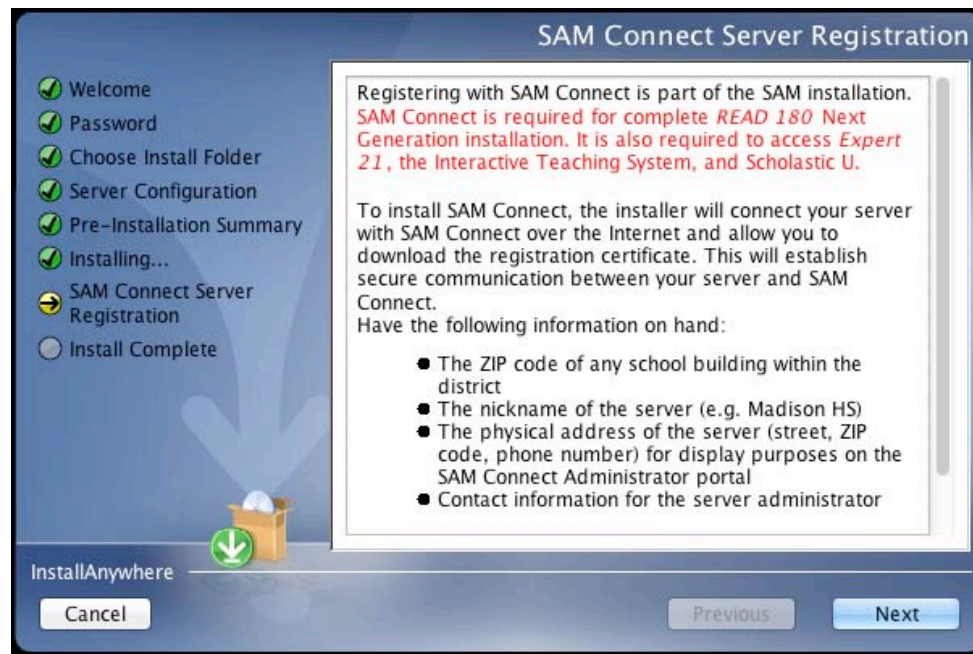 SAM Connect Server Registration
Welcome
Password
Choose Install Folder
Server Configuration
Pre-Installation Summary
Installing...
SAM Connect Server
Registration
Install Complete
Registering with SAM Connect is part of the SAM installation.
SAM Connect is required for complete READ 180 Next
Generation installation. It is also required to access Expert
21, the Interactive Teaching System, and Scholastic U.
To install SAM Connect, the installer will connect your server
with SAM Connect over the Internet and allow you to
download the registration certificate. This will establish
secure communication between your server and SAM
Connect.
Have the following information on hand:
The ZIP code of any school building within the
district
The nickname of the server (e.g. Madison HS)
The physical address of the server (street, ZIP
code, phone number) for display purposes on the
SAM Connect Administrator portal
Contact information for the server administrator
InstallAnywhere
Cancel
Previous
Next